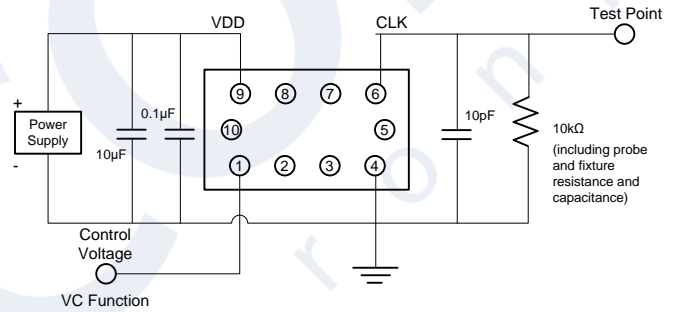 Test Point
VDD
CLK
9
8
7
6
+
Power
Supply
-
0.1µF
10µF
10
5
10pF
10kΩ
(including probe
and fixture
resistance and
capacitance)
1
2
3
4
Control
Voltage
VC Function